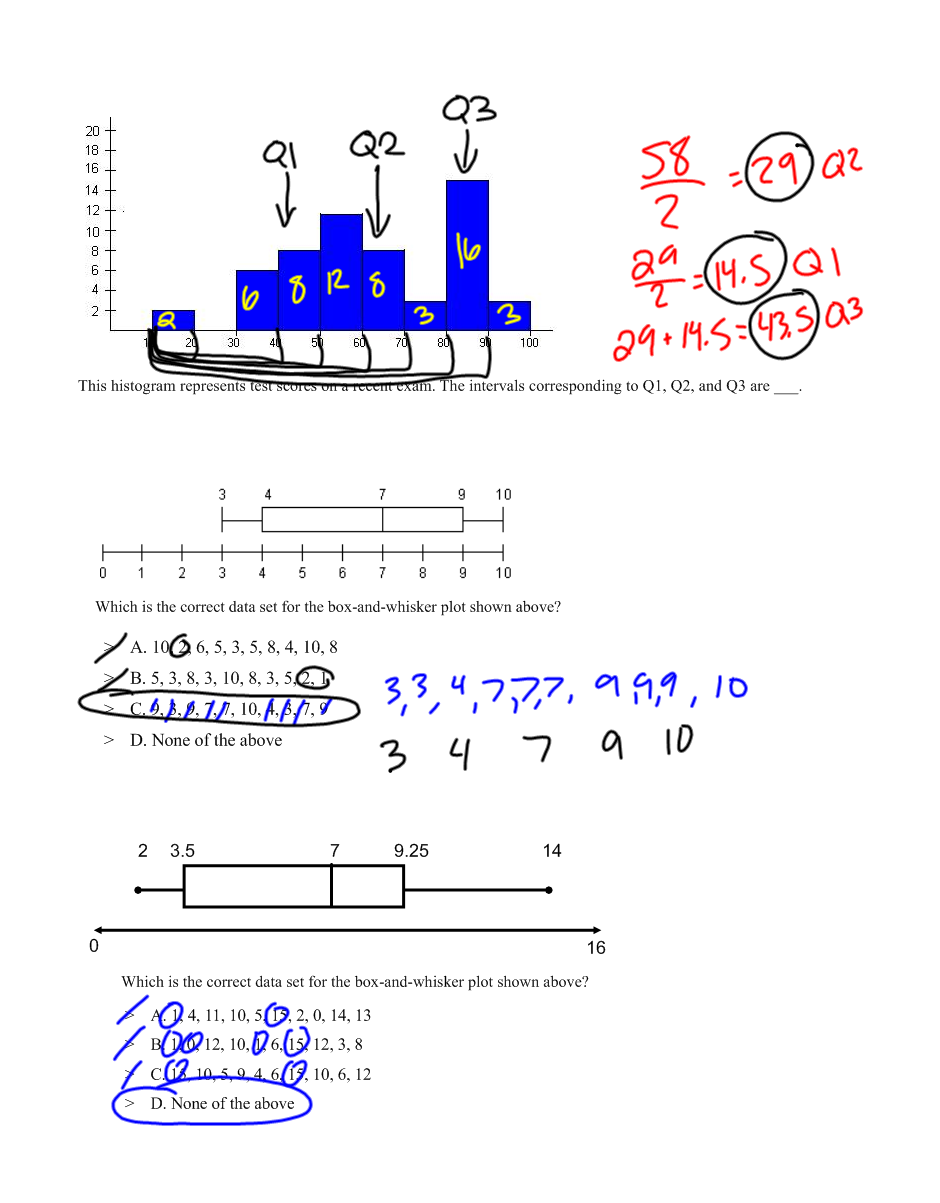 Q3
Q1 Q2
20
18
16
14
12
10
8
6
4
2
2 6 8 12 8 3 16 3
20 30 40 50 60 70 80 90 100
58/2 = 29 Q2
29/2 = 14.5 Q1
29 + 14.5 = 43.5 Q3
This histogram represents test scores on a recent exam. The intervals corresponding to Q1, Q2, and Q3 are ___.
3 4 7 9 10
0 1 2 3 4 5 6 7 8 9 10
Which is the correct data set for the box-and-whisker plot shown above?
> A. 10, 2, 6, 5, 3, 5, 8, 4, 10, 8
> B. 5, 3, 8, 3, 10, 8, 3, 5, 2, 1
> C. 9, 3, 9, 7, 7, 10, 4, 3, 7, 9
> D. None of the above
3,3, 4,7,7,7, 9,9,9, 10
3 4 7 9 10
2 3.5 7 9.25 14
0 16
Which is the correct data set for the box-and-whisker plot shown above?
> A. 1, 4, 11, 10, 5, 15, 2, 0, 14, 13
> B. 1, 0, 12, 10, 1, 6, 15, 12, 3, 8
> C. 15, 10, 5, 9, 4, 6, 15, 10, 6, 12
> D. None of the above